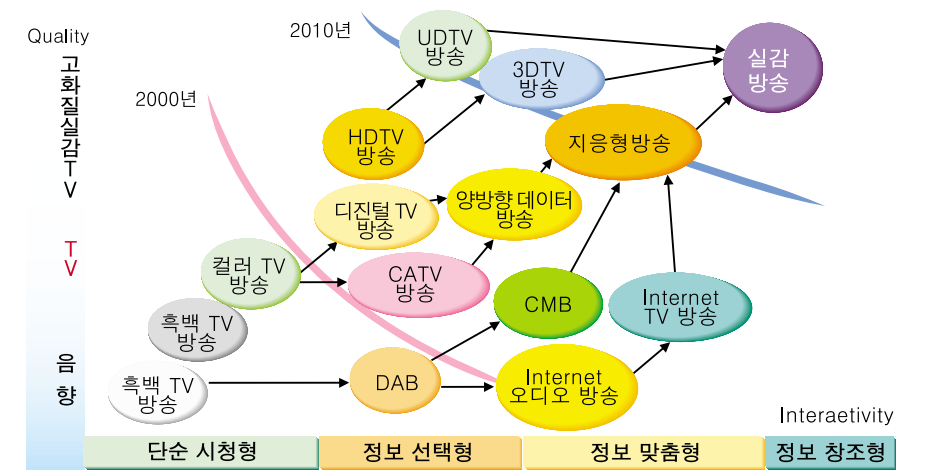 Quality
고화질실감TV
TV
음향
2000년
2010년
UDTV
방송
3DTV
방송
실감
방송
HDTV
방송
지응형방송
디진털 TV
방송
양방향 데이터
방송
컬러 TV
방송
CATV
방송
CMB
Internet
TV 방송
흑백 TV
방송
흑백 TV
방송
DAB
Internet
오디오 방송
Interaetivity
단순 시청형
정보 선택형
정보 맞춤형
정보 창조형